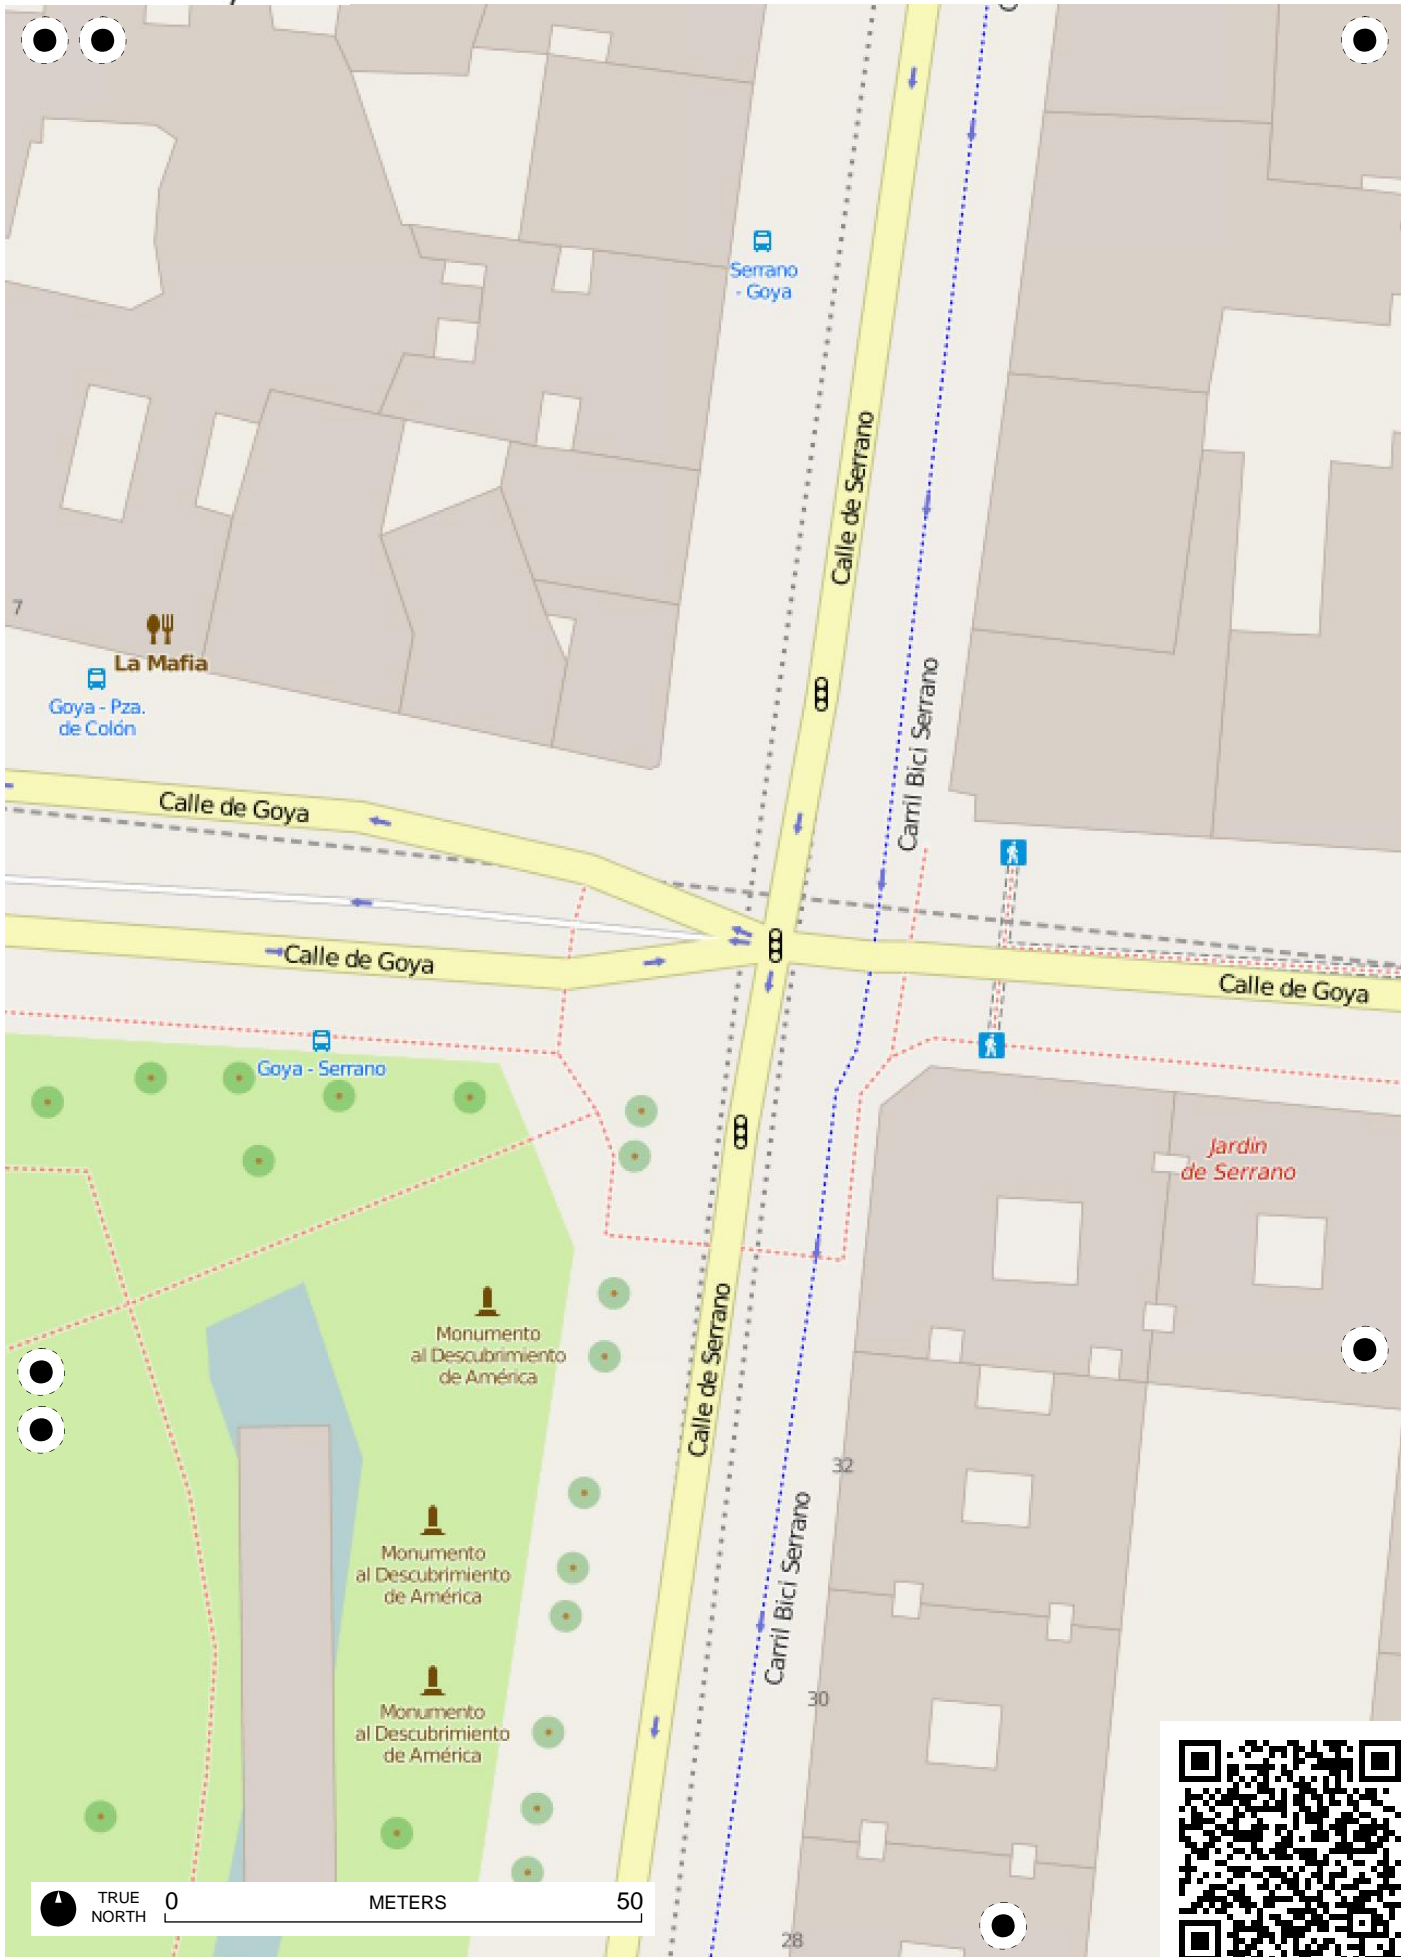 Serrano
- Goya
Calle de Serrano
7
La Mafia
Goya - Pza.
de Colón
Carril Bici Serrano
Calle de Goya
Calle de Goya
Calle de Goya
Goya - Serrano
Jardín
de Serrano
Monumento
al Descubrimiento
de América
Calle de Serrano
32
Carril Bici Serrano
Monumento
al Descubrimiento
de América
30
Monumento
al Descubrimiento
de América
TRUE
NORTH
0 METERS 50
28